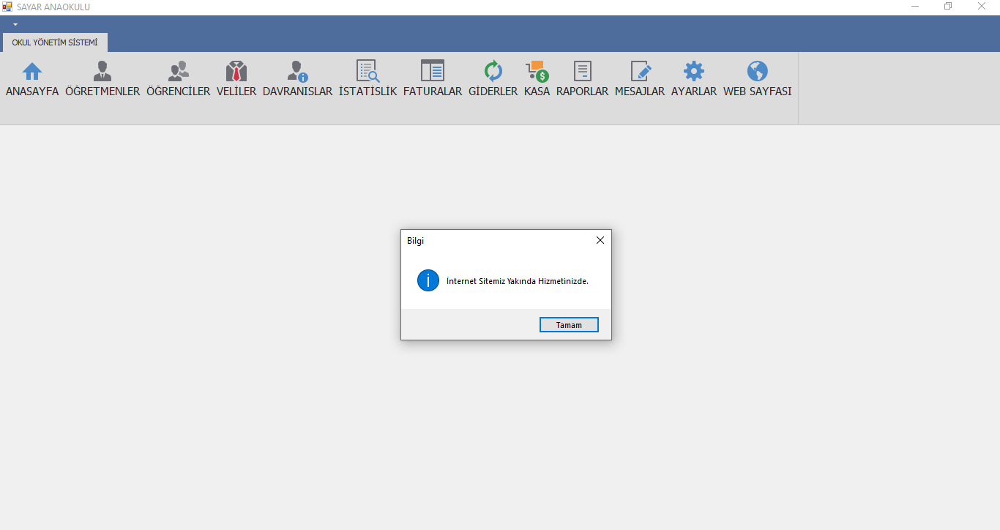 SAYAR ANAOKULU
OKUL YÖNETİM SİSTEMİ
ANASAYFA ÖĞRETMENLER ÖĞRENCİLER VELİLER DAVRANISLAR İSTATİSLİK FATURALAR GİDERLER KASA RAPORLAR MESAJLAR AYARLAR WEB SAYFASI
Bilgi
İnternet Sitemiz Yakında Hizmetinizde.
Tamam